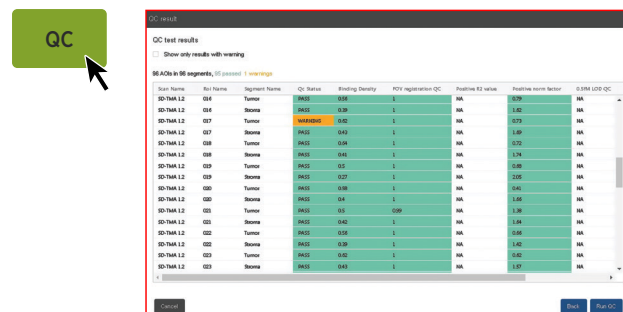 QC
QC result
QC test results
Show only results with warning
96 AOIs in 96 segments, 95 passed 1 warnings
Scan Name Roi Name Segment Name Qc Status Binding Density FOV registration QC Positive R2 value Positive norm factor 0.5FM LOD QC
SD-TMA 1.2 016 Tumor PASS 0.58 1 NA 0.79 NA
SD-TMA 1.2 016 Stroma PASS 0.39 1 NA 1.82 NA
SD-TMA 1.2 017 Tumor WARNING 0.62 1 NA 0.73 NA
SD-TMA 1.2 017 Stroma PASS 0.43 1 NA 1.69 NA
SD-TMA 1.2 018 Tumor PASS 0.64 1 NA 0.72 NA
SD-TMA 1.2 018 Stroma PASS 0.41 1 NA 1.74 NA
SD-TMA 1.2 019 Tumor PASS 0.5 1 NA 0.88 NA
SD-TMA 1.2 019 Stroma PASS 0.27 1 NA 2.05 NA
SD-TMA 1.2 020 Tumor PASS 0.98 1 NA 0.41 NA
SD-TMA 1.2 020 Stroma PASS 0.4 1 NA 1.66 NA
SD-TMA 1.2 021 Tumor PASS 0.5 0.99 NA 1.38 NA
SD-TMA 1.2 021 Stroma PASS 0.42 1 NA 1.64 NA
SD-TMA 1.2 022 Tumor PASS 0.58 1 NA 0.66 NA
SD-TMA 1.2 022 Stroma PASS 0.39 1 NA 1.42 NA
SD-TMA 1.2 023 Tumor PASS 0.62 1 NA 0.62 NA
SD-TMA 1.2 023 Stroma PASS 0.43 1 NA 1.57 NA
Cancel Back Run QC